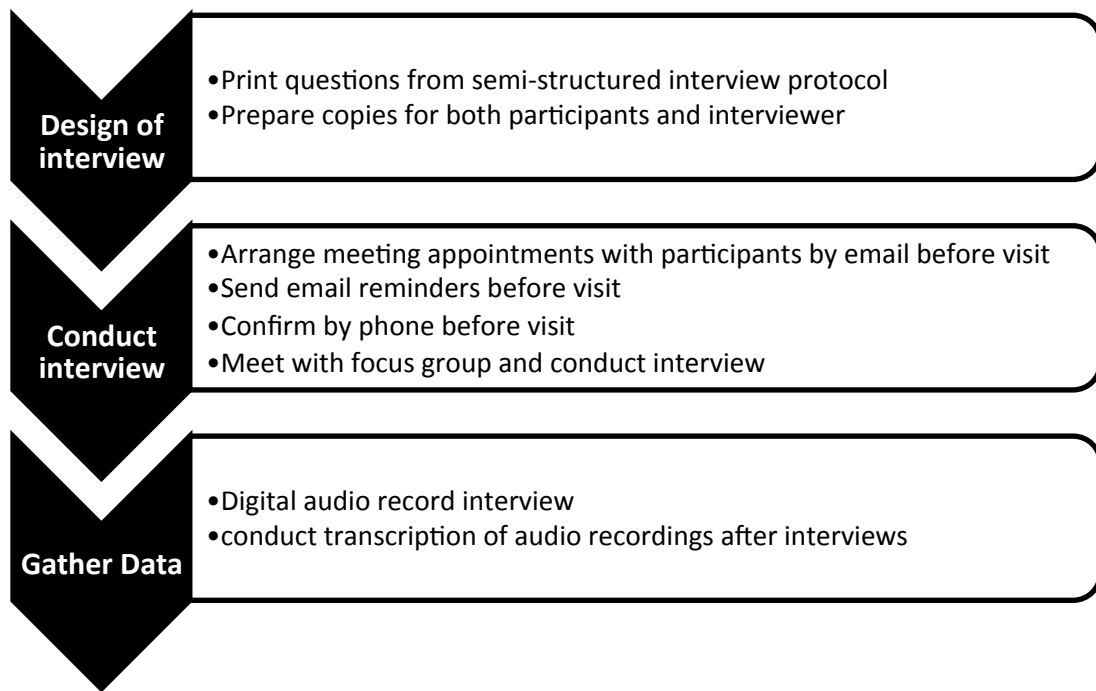 Design of
interview
•Print questions from semi-structured interview protocol
•Prepare copies for both participants and interviewer
Conduct
interview
•Arrange meeting appointments with participants by email before visit
•Send email reminders before visit
•Confirm by phone before visit
•Meet with focus group and conduct interview
Gather Data
•Digital audio record interview
•conduct transcription of audio recordings after interviews